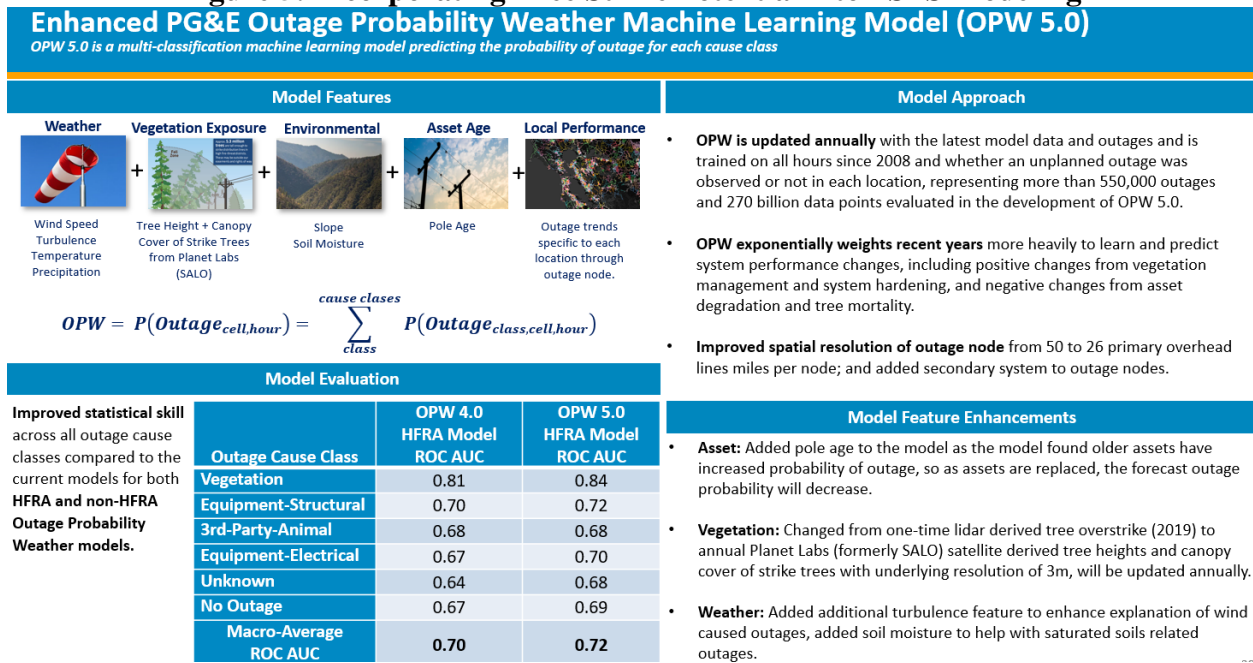 Enhanced PG&E Outage Probability Weather Machine Learning Model (OPW 5.0)
OPW 5.0 is a multi-classification machine learning model predicting the probability of outage for each cause class
Model Features
Weather
Vegetation Exposure
Environmental
Asset Age
Local Performance
+ + + +
Wind Speed
Turbulence
Temperature
Precipitation
Tree Height + Canopy
Cover of Strike Trees
from Planet Labs
(SALO)
Slope
Soil Moisture
Pole Age
Outage trends
specific to each
location through
outage node.
OPW = P(Outage_cell,hour) = ∑_class^cause clases P(Outage_class,cell,hour)
Model Evaluation
Improved statistical skill
across all outage cause
classes compared to the
current models for both
HFRA and non-HFRA
Outage Probability
Weather models.
Outage Cause Class | OPW 4.0 HFRA Model ROC AUC | OPW 5.0 HFRA Model ROC AUC
Vegetation 0.81 0.84
Equipment-Structural 0.70 0.72
3rd-Party-Animal 0.68 0.68
Equipment-Electrical 0.67 0.70
Unknown 0.64 0.68
No Outage 0.67 0.69
Macro-Average ROC AUC 0.70 0.72
Model Approach
• OPW is updated annually with the latest model data and outages and is
trained on all hours since 2008 and whether an unplanned outage was
observed or not in each location, representing more than 550,000 outages
and 270 billion data points evaluated in the development of OPW 5.0.
• OPW exponentially weights recent years more heavily to learn and predict
system performance changes, including positive changes from vegetation
management and system hardening, and negative changes from asset
degradation and tree mortality.
• Improved spatial resolution of outage node from 50 to 26 primary overhead
lines miles per node; and added secondary system to outage nodes.
Model Feature Enhancements
• Asset: Added pole age to the model as the model found older assets have
increased probability of outage, so as assets are replaced, the forecast outage
probability will decrease.
• Vegetation: Changed from one-time lidar derived tree overstrike (2019) to
annual Planet Labs (formerly SALO) satellite derived tree heights and canopy
cover of strike trees with underlying resolution of 3m, will be updated annually.
• Weather: Added additional turbulence feature to enhance explanation of wind
caused outages, added soil moisture to help with saturated soils related
outages.